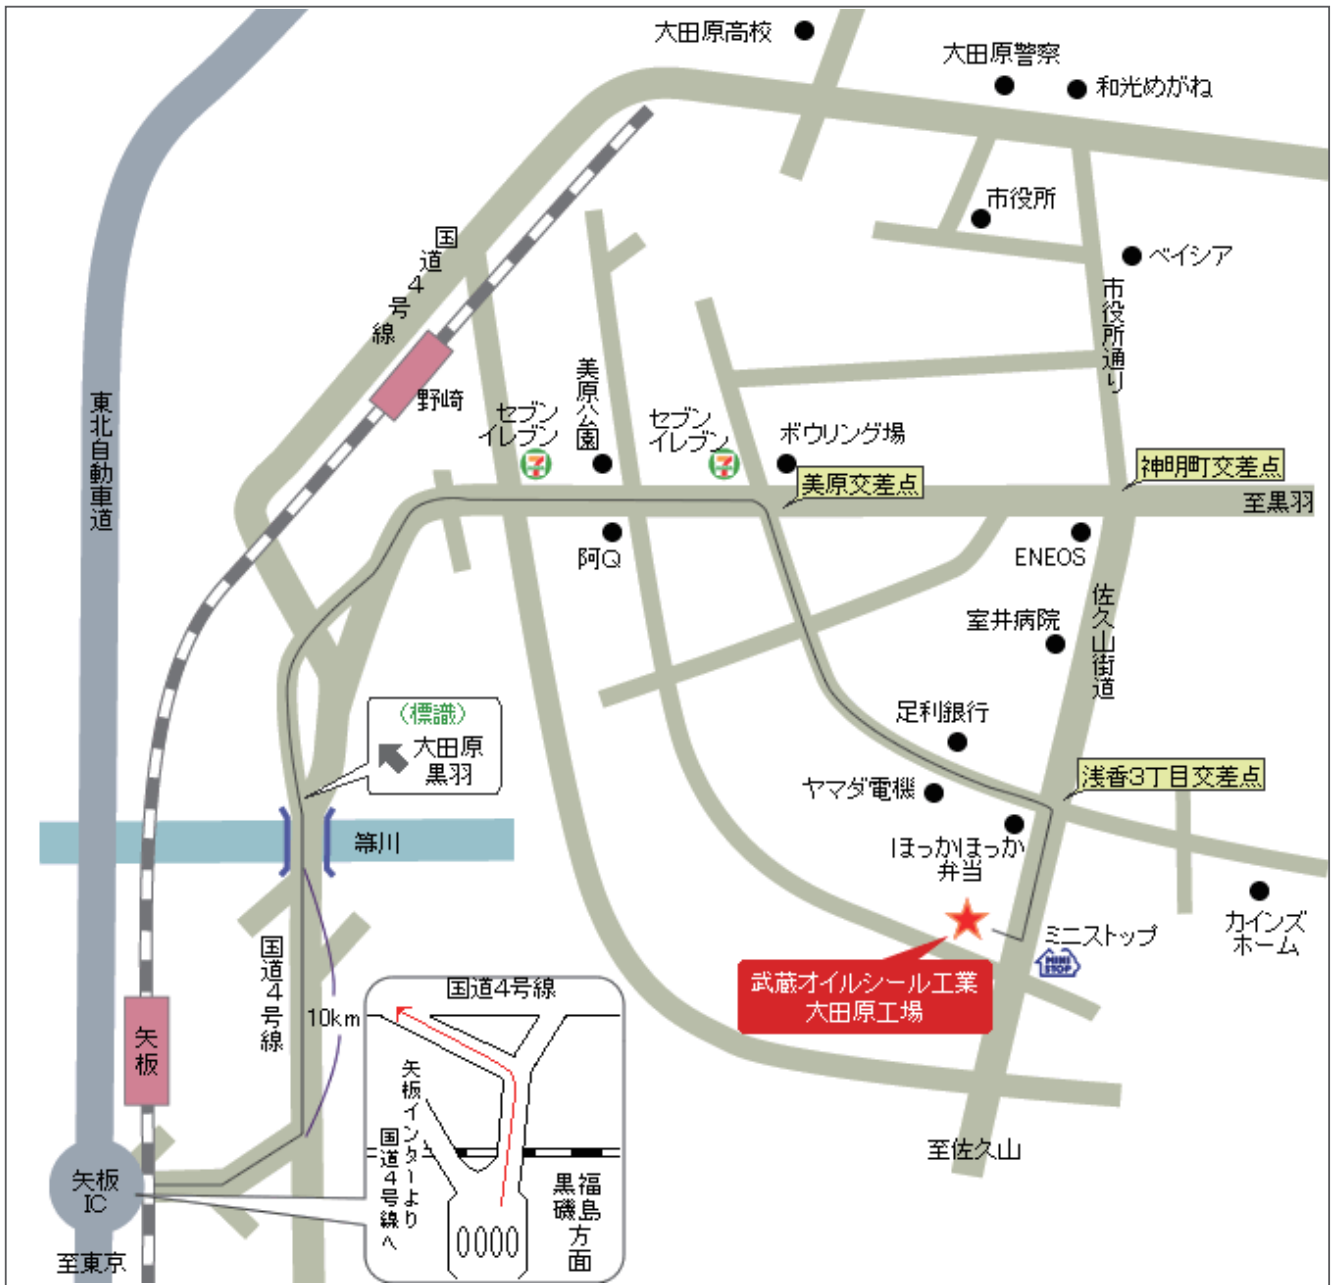 大田原高校
大田原警察
和光めがね
市役所
ベイシア
市役所通り
国道4号線
野崎
東北自動車道
セブン
イレブン
美原公園
セブン
イレブン
ボウリング場
美原交差点
神明町交差点
至黒羽
阿Q
ENEOS
室井病院
佐久山街道
足利銀行
(標識)
大田原
黒羽
ヤマダ電機
浅香3丁目交差点
箒川
ほっかほっか
弁当
カインズ
ホーム
ミニストップ
MINI
STOP
国道4号線
10km
武蔵オイルシール工業
大田原工場
矢板
国道4号線
矢板インターより
国道4号線へ
福島
黒磯
方面
0000
至佐久山
矢板
IC
至東京